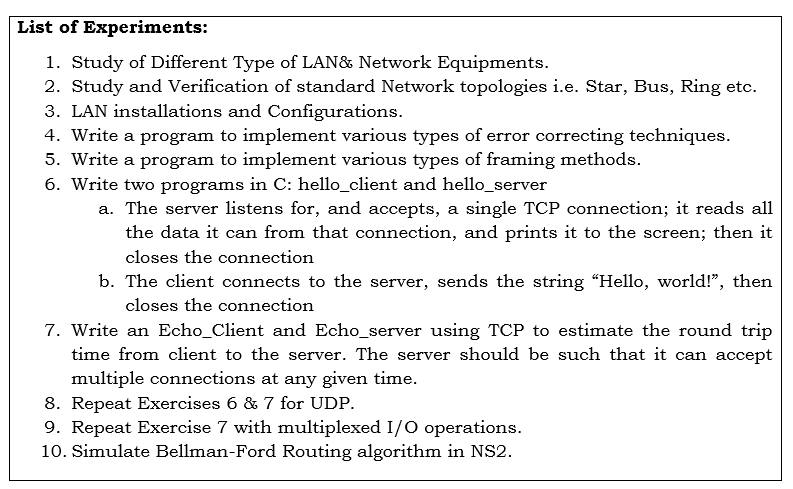 List of Experiments:
1. Study of Different Type of LAN& Network Equipments.
2. Study and Verification of standard Network topologies i.e. Star, Bus, Ring etc.
3. LAN installations and Configurations.
4. Write a program to implement various types of error correcting techniques.
5. Write a program to implement various types of framing methods.
6. Write two programs in C: hello_client and hello_server
a. The server listens for, and accepts, a single TCP connection; it reads all
the data it can from that connection, and prints it to the screen; then it
closes the connection
b. The client connects to the server, sends the string “Hello, world!”, then
closes the connection
7. Write an Echo_Client and Echo_server using TCP to estimate the round trip
time from client to the server. The server should be such that it can accept
multiple connections at any given time.
8. Repeat Exercises 6 & 7 for UDP.
9. Repeat Exercise 7 with multiplexed I/O operations.
10. Simulate Bellman-Ford Routing algorithm in NS2.